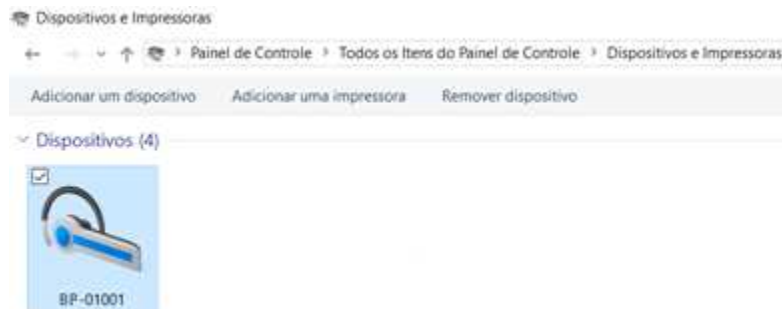 Dispositivos e Impressoras
Painel de Controle > Todos os Itens do Painel de Controle > Dispositivos e Impressoras
Adicionar um dispositivo Adicionar uma impressora Remover dispositivo
Dispositivos (4)
BP-01001